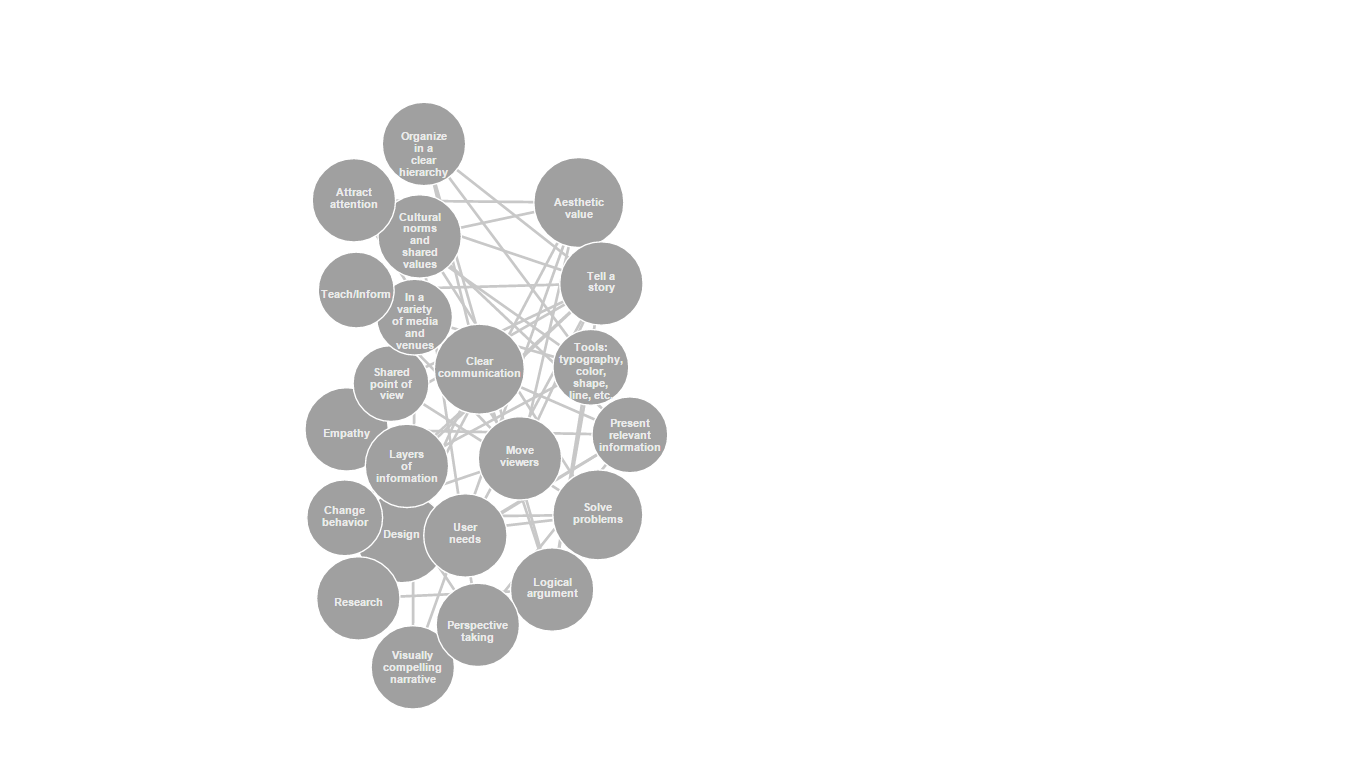 Organize
in a
clear
hierarchy
Attract
attention
Aesthetic
value
Cultural
norms
and
shared
values
Tell a
story
Teach/Inform
In a
variety
of media
and
venues
Clear
communication
Tools:
typography,
color,
shape,
line, etc
Shared
point of
view
Empathy
Present
relevant
information
Layers
of
information
Move
viewers
Change
behavior
Design
User
needs
Solve
problems
Research
Logical
argument
Perspective
taking
Visually
compelling
narrative